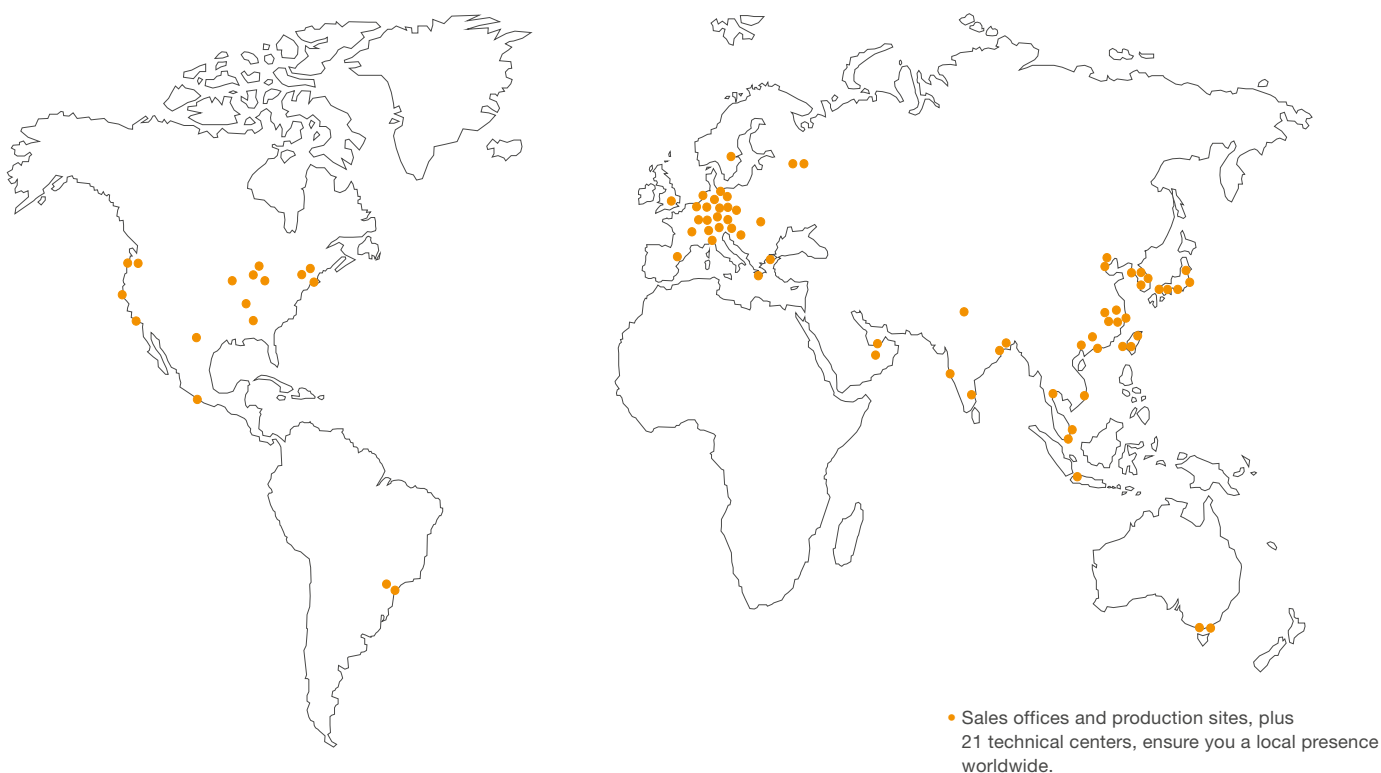 Sales offices and production sites, plus
21 technical centers, ensure you a local presence
worldwide.